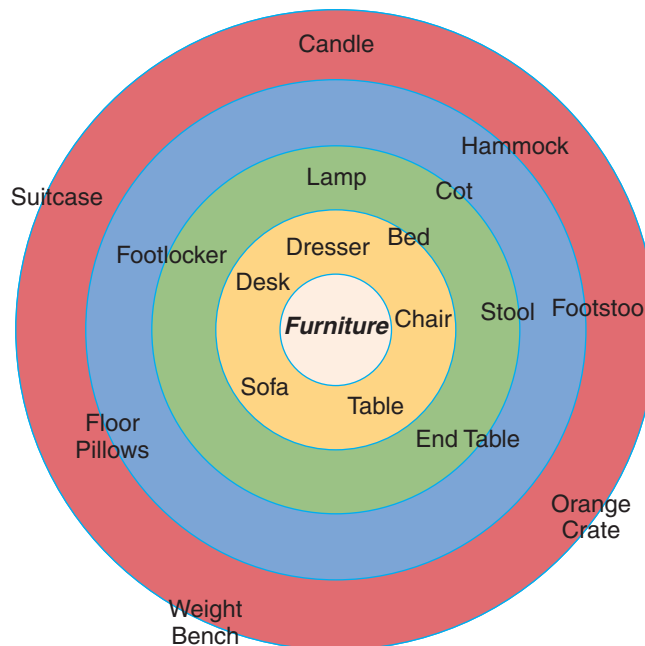 Candle
Hammock
Lamp
Cot
Suitcase
Bed
Dresser
Footlocker
Desk
Stool
Footstool
Chair
Furniture
Sofa
Table
Floor
Pillows
End Table
Orange
Crate
Weight
Bench